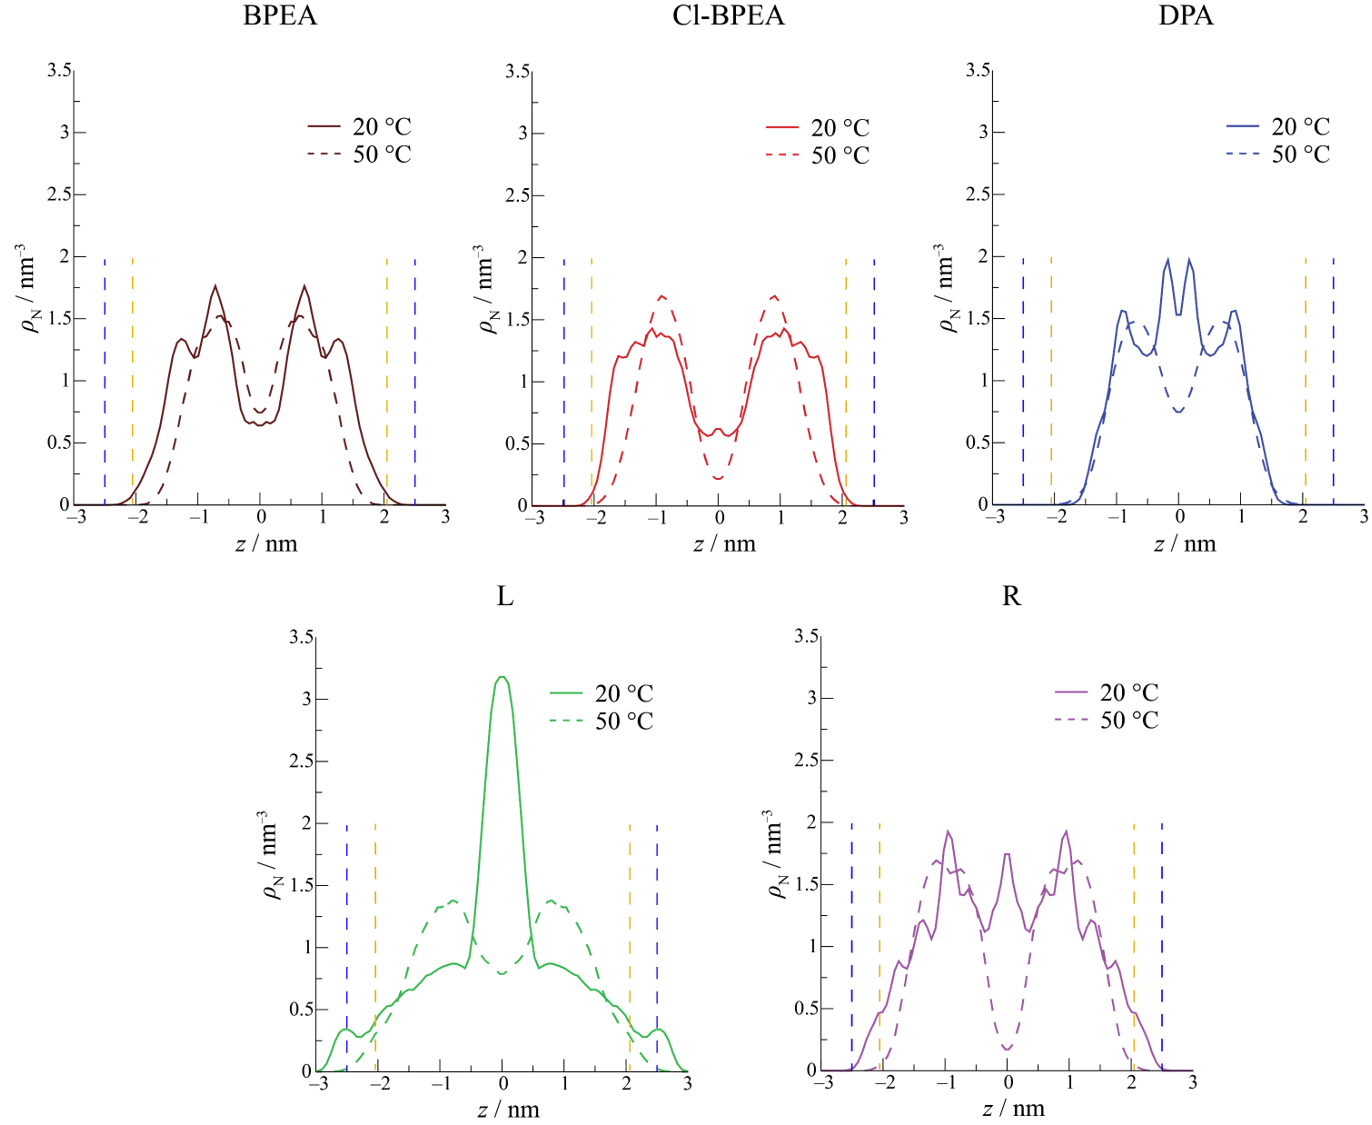 BPEA
3.5
3
2.5
2
1.5
1
0.5
0
ρN / nm–3
20 °C
50 °C
–3 –2 –1 0 1 2 3
z / nm
Cl-BPEA
3.5
3
2.5
2
1.5
1
0.5
0
ρN / nm–3
20 °C
50 °C
–3 –2 –1 0 1 2 3
z / nm
DPA
3.5
3
2.5
2
1.5
1
0.5
0
ρN / nm–3
20 °C
50 °C
–3 –2 –1 0 1 2 3
z / nm
L
3.5
3
2.5
2
1.5
1
0.5
0
ρN / nm–3
20 °C
50 °C
–3 –2 –1 0 1 2 3
z / nm
R
3.5
3
2.5
2
1.5
1
0.5
0
ρN / nm–3
20 °C
50 °C
–3 –2 –1 0 1 2 3
z / nm